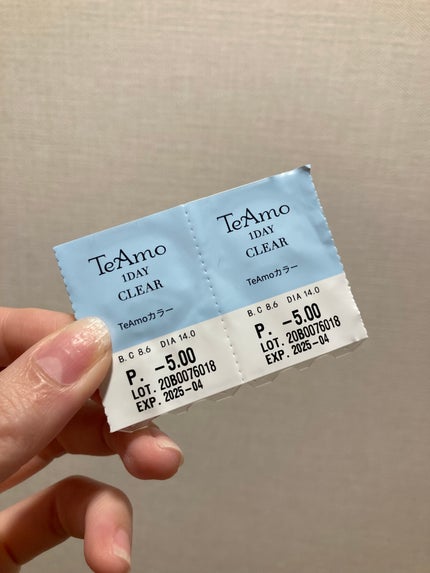 TeAmo
1DAY
CLEAR
TeAmoカラー
B.C 8.6 DIA 14.0
P. -5.00
LOT. 20B0076018
EXP. 2025-04
TeAmo
1DAY
CLEAR
TeAmoカラー
B.C 8.6 DIA 14.0
P. -5.00
LOT. 20B0076018
EXP. 2025-04